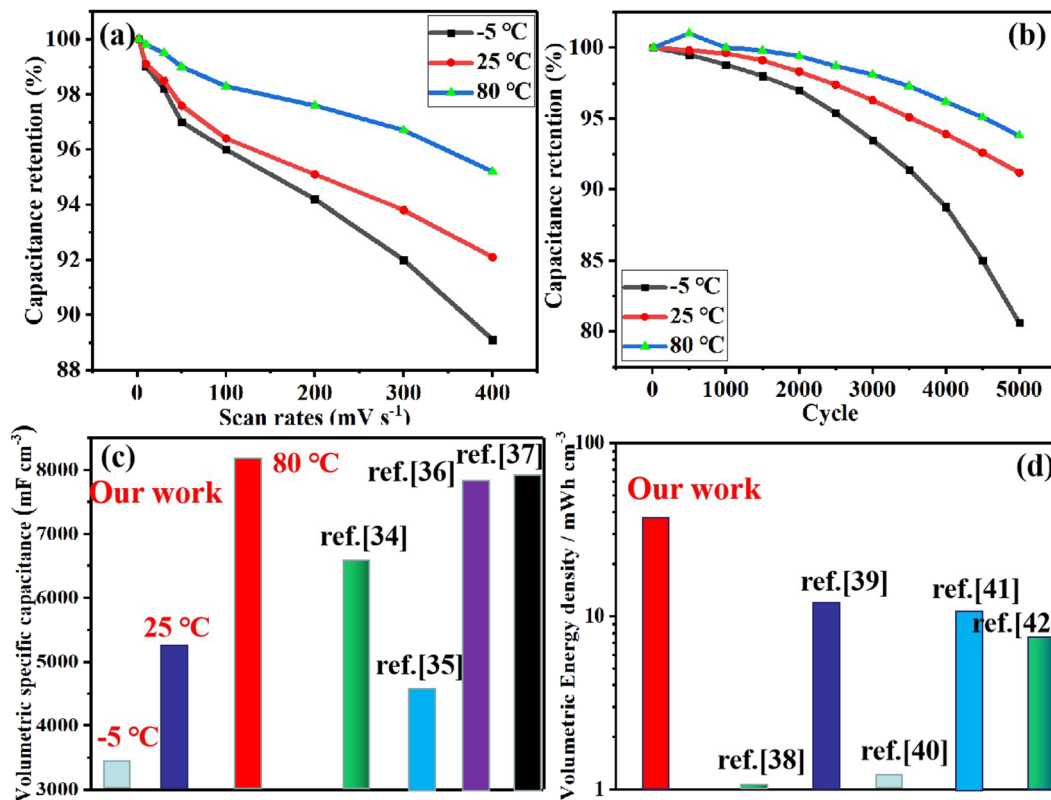 (a)
-5 ℃
25 ℃
80 ℃
100
98
96
94
92
90
88
Capacitance retention (%)
0
100
200
300
400
Scan rates (mV s⁻¹)
(b)
-5 ℃
25 ℃
80 ℃
100
95
90
85
80
Capacitance retention (%)
0
1000
2000
3000
4000
5000
Cycle
(c)
Our work
-5 ℃
25 ℃
80 ℃
ref.[34]
ref.[35]
ref.[36]
ref.[37]
8000
7000
6000
5000
4000
3000
Volumetric specific capacitance (mF cm⁻³)
(d)
Our work
ref.[38]
ref.[39]
ref.[40]
ref.[41]
ref.[42
100
10
1
Volumetric Energy density / mWh cm⁻³